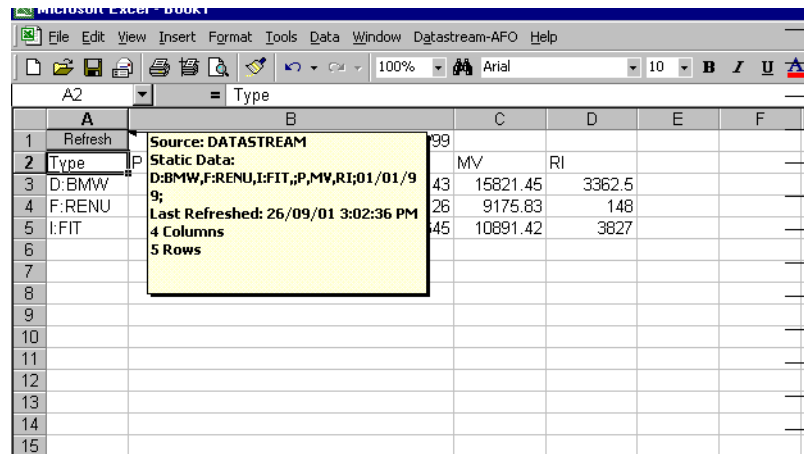 Microsoft Excel - Book1
File Edit View Insert Format Tools Data Window Datastream-AFO Help
100% Arial 10 B I U A
A2 = Type
A B C D E F
1 Refresh '99
2 Type P MV RI
3 D:BMW 43 15821.45 3362.5
4 F:RENU 26 9175.83 148
5 I:FIT 545 10891.42 3827
Source: DATASTREAM
Static Data:
D:BMW,F:RENU,I:FIT,;P,MV,RI;01/01/9
9;
Last Refreshed: 26/09/01 3:02:36 PM
4 Columns
5 Rows
6
7
8
9
10
11
12
13
14
15